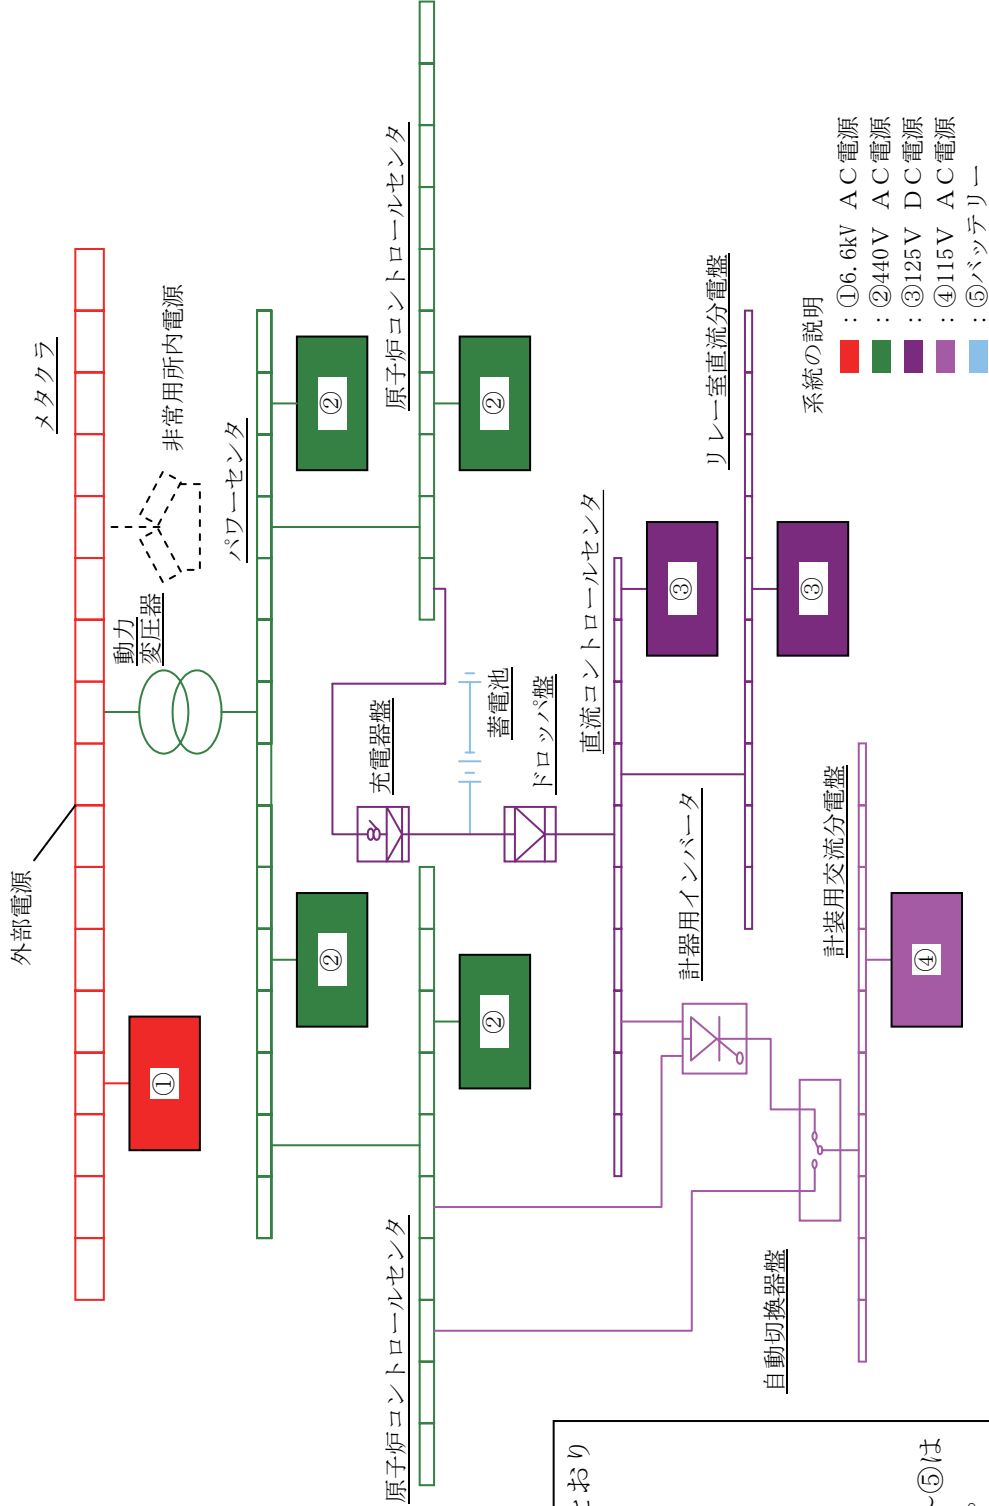 外部電源
メタクラ
①
動力
変圧器
非常用所内電源
パワーセンタ
②
②
原子炉コントロールセンタ
原子炉コントロールセンタ
②
②
充電器盤
蓄電池
ドロッパ盤
直流コントロールセンタ
③
計器用インバータ
リレー室直流分電盤
③
自動切換器盤
計装用交流分電盤
④
系統の説明
：①6.6kV ＡＣ電源
：②440Ｖ ＡＣ電源
：③125Ｖ ＤＣ電源
：④115Ｖ ＡＣ電源
：⑤バッテリー
とおり
～⑤は
。